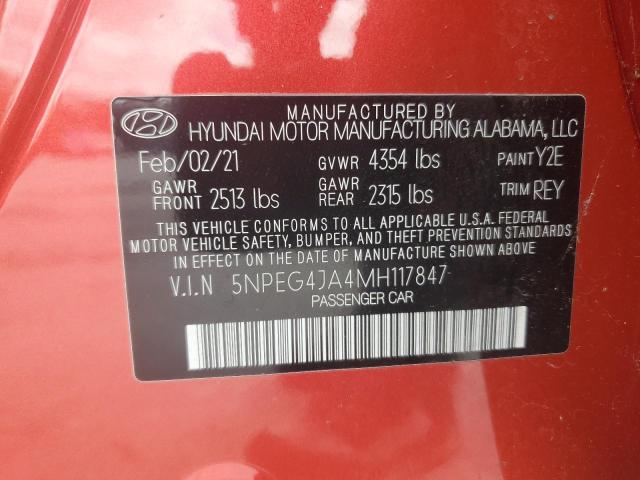 MANUFACTURED BY
HYUNDAI MOTOR MANUFACTURING ALABAMA, LLC
Feb/02/21 GVWR 4354 lbs PAINT Y2E
GAWR FRONT 2513 lbs GAWR REAR 2315 lbs TRIM REY
THIS VEHICLE CONFORMS TO ALL APPLICABLE U.S.A. FEDERAL
MOTOR VEHICLE SAFETY, BUMPER, AND THEFT PREVENTION
STANDARDS IN EFFECT ON THE DATE OF MANUFACTURE SHOWN
ABOVE.
V.I.N 5NPEG4JA4MH117847
PASSENGER CAR